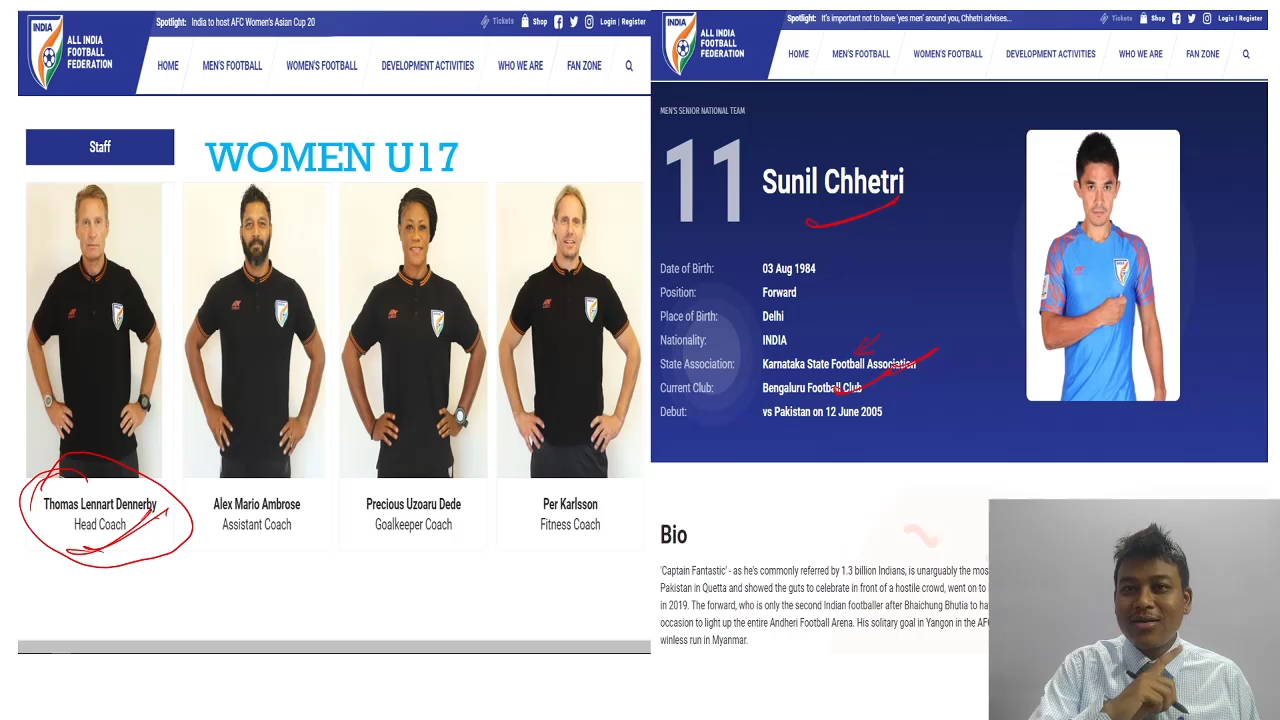 Spotlight: India to host AFC Women's Asian Cup 20
Tickets Shop Login | Register
INDIA
ALL INDIA
FOOTBALL
FEDERATION
HOME MEN'S FOOTBALL WOMEN'S FOOTBALL DEVELOPMENT ACTIVITIES WHO WE ARE FAN ZONE
Staff
WOMEN U17
Thomas Lennart Dennerby
Head Coach
Alex Mario Ambrose
Assistant Coach
Precious Uzoaru Dede
Goalkeeper Coach
Per Karlsson
Fitness Coach
Spotlight: It's important not to have 'yes men' around you, Chhetri advises...
Tickets Shop Login | Register
INDIA
ALL INDIA
FOOTBALL
FEDERATION
HOME MEN'S FOOTBALL WOMEN'S FOOTBALL DEVELOPMENT ACTIVITIES WHO WE ARE FAN ZONE
MEN'S SENIOR NATIONAL TEAM
11 Sunil Chhetri
Date of Birth: 03 Aug 1984
Position: Forward
Place of Birth: Delhi
Nationality: INDIA
State Association: Karnataka State Football Association
Current Club: Bengaluru Football Club
Debut: vs Pakistan on 12 June 2005
INDIA
Bio
'Captain Fantastic' - as he's commonly referred by 1.3 billion Indians, is unarguably the mos
Pakistan in Quetta and showed the guts to celebrate in front of a hostile crowd, went on to
in 2019. The forward, who is only the second Indian footballer after Bhaichung Bhutia to ha
occasion to light up the entire Andheri Football Arena. His solitary goal in Yangon in the AF
winless run in Myanmar.